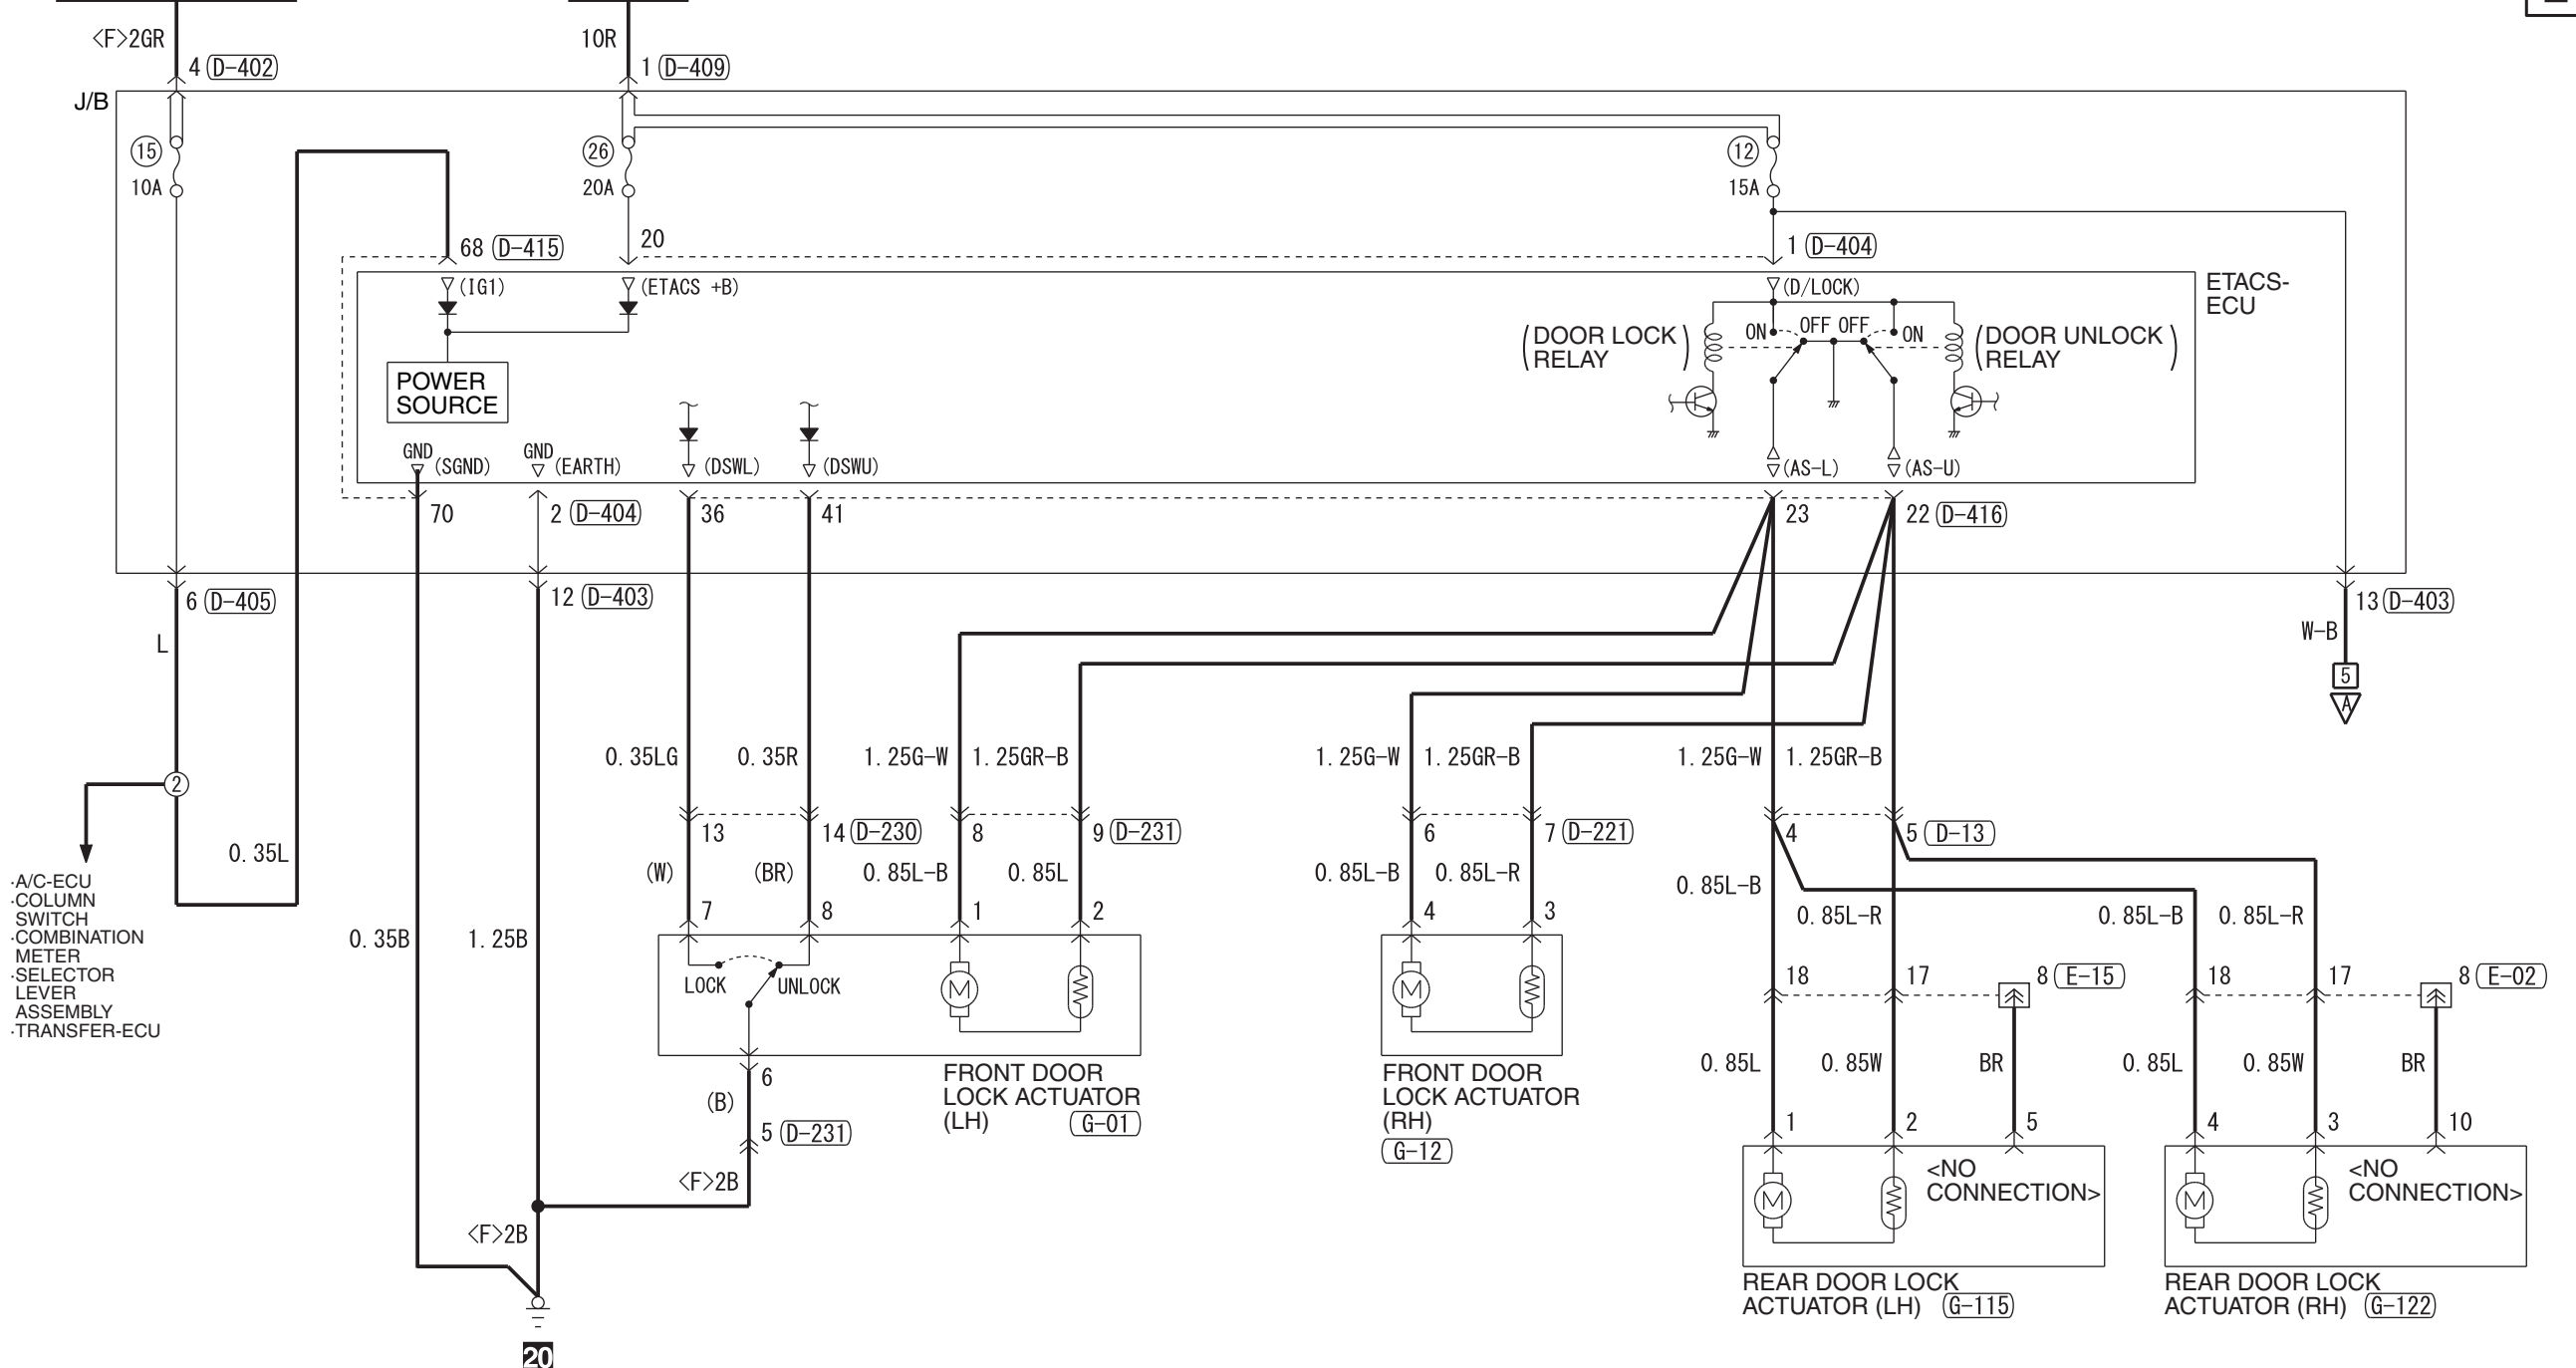 <F>2GR
10R
4 (D-402)
1 (D-409)
J/B
15
10A
26
20A
12
15A
68 (D-415)
20
1 (D-404)
(IG1)
(ETACS +B)
(D/LOCK)
ETACS-
ECU
(DOOR LOCK
RELAY)
ON
OFF
OFF
ON
(DOOR UNLOCK
RELAY)
POWER
SOURCE
GND
(SGND)
GND
(EARTH)
(DSWL)
(DSWU)
(AS-L)
(AS-U)
70
2 (D-404)
36
41
23
22 (D-416)
6 (D-405)
12 (D-403)
13 (D-403)
L
W-B
5
A
2
0.35LG
0.35R
1.25G-W
1.25GR-B
1.25G-W
1.25GR-B
1.25G-W
1.25GR-B
13
14 (D-230)
8
9 (D-231)
6
7 (D-221)
4
5 (D-13)
0.35L
(W)
(BR)
0.85L-B
0.85L
0.85L-B
0.85L-R
0.85L-B
0.85L-R
0.85L-B
0.85L-R
·A/C-ECU
·COLUMN
SWITCH
·COMBINATION
METER
·SELECTOR
LEVER
ASSEMBLY
·TRANSFER-ECU
0.35B
1.25B
7
8
1
2
4
3
LOCK
UNLOCK
M
M
18
17
8 (E-15)
18
17
8 (E-02)
6
FRONT DOOR
LOCK ACTUATOR
(LH)
(G-01)
FRONT DOOR
LOCK ACTUATOR
(RH)
(G-12)
0.85L
0.85W
BR
0.85L
0.85W
BR
(B)
5 (D-231)
1
2
5
4
3
10
<F>2B
<F>2B
M
<NO
CONNECTION>
M
<NO
CONNECTION>
REAR DOOR LOCK
ACTUATOR (LH) (G-115)
REAR DOOR LOCK
ACTUATOR (RH) (G-122)
20